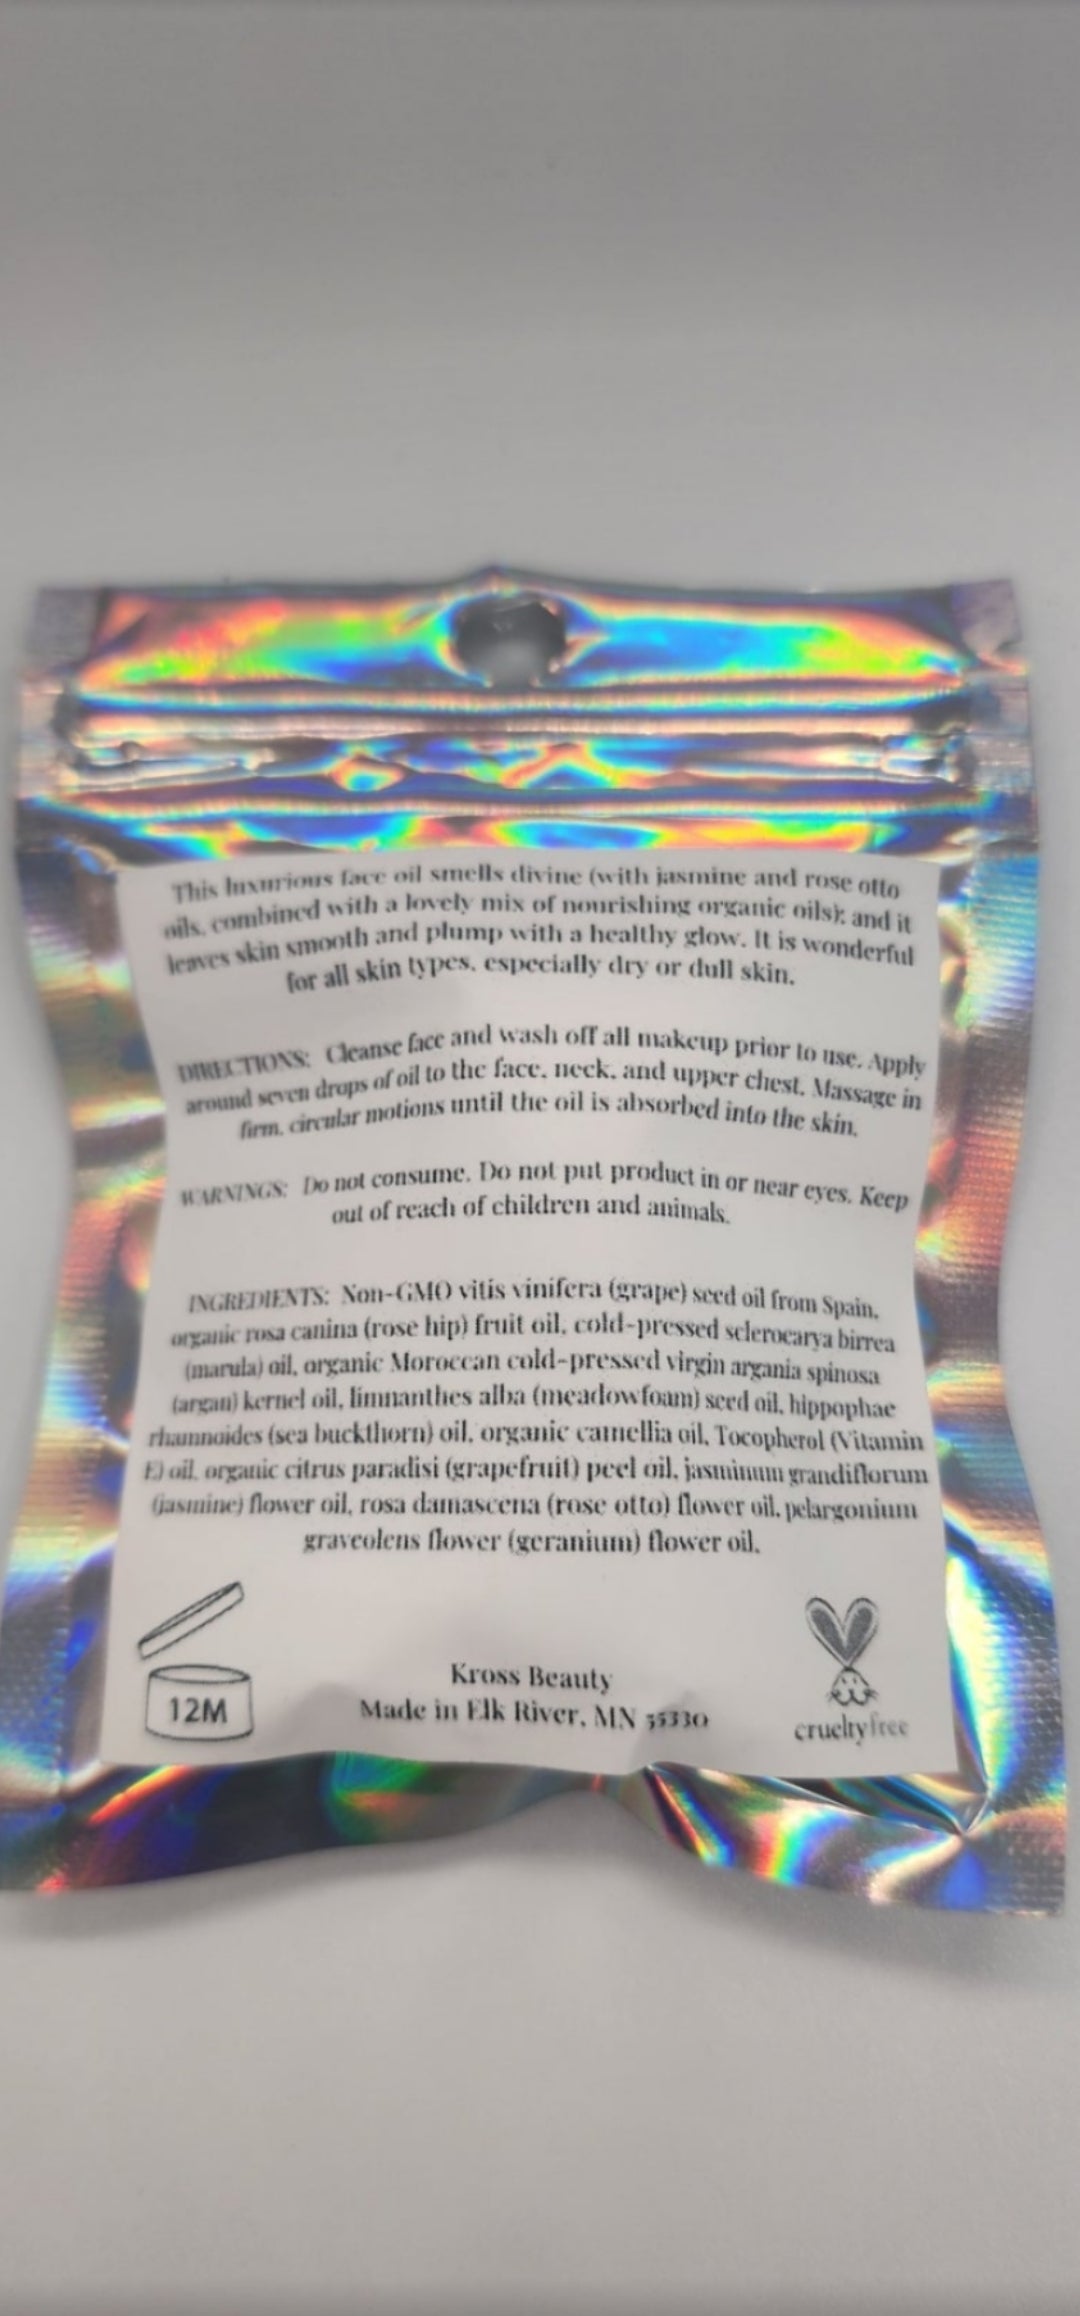 This luxurious face oil smells divine (with jasmine and rose otto
oils, combined with a lovely mix of nourishing organic oils); and it
leaves skin smooth and plump with a healthy glow. It is wonderful
for all skin types, especially dry or dull skin.
DIRECTIONS: Cleanse face and wash off all makeup prior to use. Apply
around seven drops of oil to the face, neck, and upper chest. Massage in
firm, circular motions until the oil is absorbed into the skin.
WARNINGS: Do not consume. Do not put product in or near eyes. Keep
out of reach of children and animals.
INGREDIENTS: Non-GMO vitis vinifera (grape) seed oil from Spain,
organic rosa canina (rose hip) fruit oil, cold-pressed sclerocarya birrea
(marula) oil, organic Moroccan cold-pressed virgin argania spinosa
(argan) kernel oil, limnanthes alba (meadowfoam) seed oil, hippophae
rhamnoides (sea buckthorn) oil, organic camellia oil, Tocopherol (Vitamin
E) oil, organic citrus paradisi (grapefruit) peel oil, jasminum grandiflorum
(jasmine) flower oil, rosa damascena (rose otto) flower oil, pelargonium
graveolens flower (geranium) flower oil.
12M
Kross Beauty
Made in Elk River, MN 55330
crueltyfree